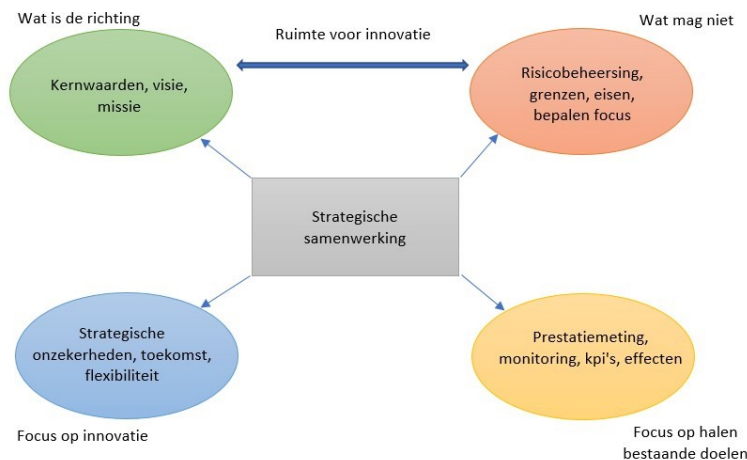 Wat is de richting
Ruimte voor innovatie
Wat mag niet
Kernwaarden, visie,
missie
Risicobeheersing,
grenzen, eisen,
bepalen focus
Strategische
samenwerking
Strategische
onzekerheden, toekomst,
flexibiliteit
Prestatiemeting,
monitoring, kpi's, effecten
Focus op innovatie
Focus op halen
bestaande doelen